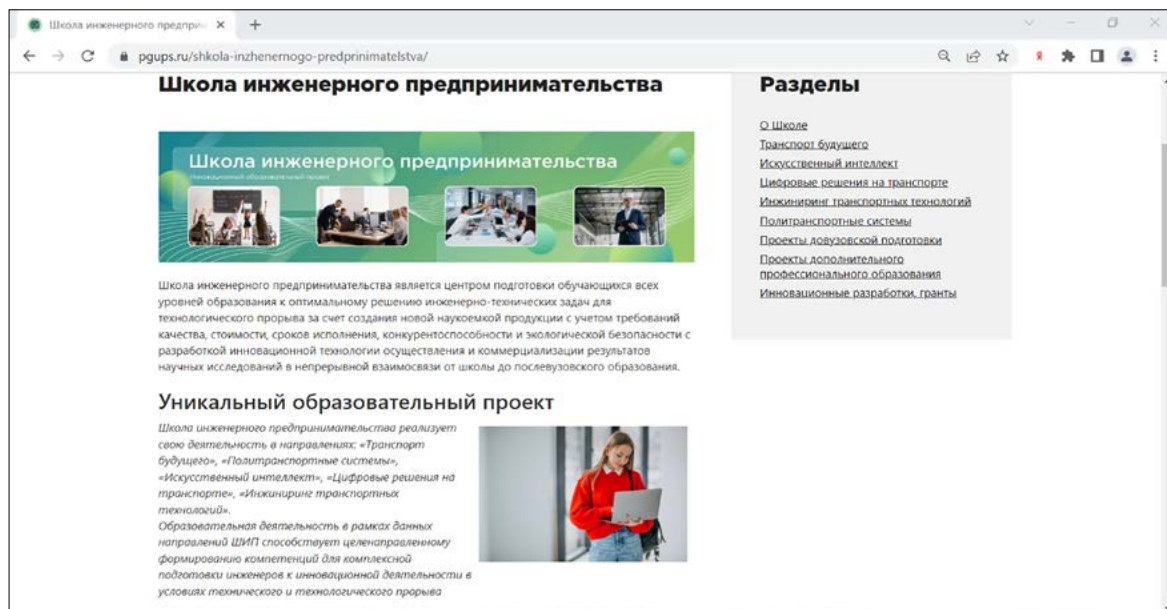 Школа инженерного предпри
pgups.ru/shkola-inzhenernogo-predprinimatelstva/
Школа инженерного предпринимательства
Школа инженерного предпринимательства
Инновационный образовательный проект
Школа инженерного предпринимательства является центром подготовки обучающихся всех
уровней образования к оптимальному решению инженерно-технических задач для
технологического прорыва за счет создания новой наукоемкой продукции с учетом требований
качества, стоимости, сроков исполнения, конкурентоспособности и экологической безопасности с
разработкой инновационной технологии осуществления и коммерциализации результатов
научных исследований в непрерывной взаимосвязи от школы до послевузовского образования.
Уникальный образовательный проект
Школа инженерного предпринимательства реализует
свою деятельность в направлениях: «Транспорт
будущего», «Политранспортные системы»,
«Искусственный интеллект», «Цифровые решения на
транспорте», «Инжиниринг транспортных
технологий».
Образовательная деятельность в рамках данных
направлений ШИП способствует целенаправленному
формированию компетенций для комплексной
подготовки инженеров к инновационной деятельности в
условиях технического и технологического прорыва
Разделы
О Школе
Транспорт будущего
Искусственный интеллект
Цифровые решения на транспорте
Инжиниринг транспортных технологий
Политранспортные системы
Проекты довузовской подготовки
Проекты дополнительного
профессионального образования
Инновационные разработки, гранты